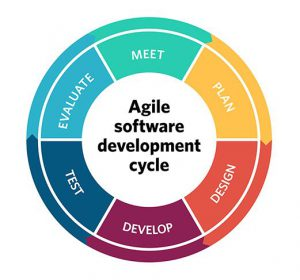 Agile
software
development
cycle
MEET
PLAN
DESIGN
DEVELOP
TEST
EVALUATE